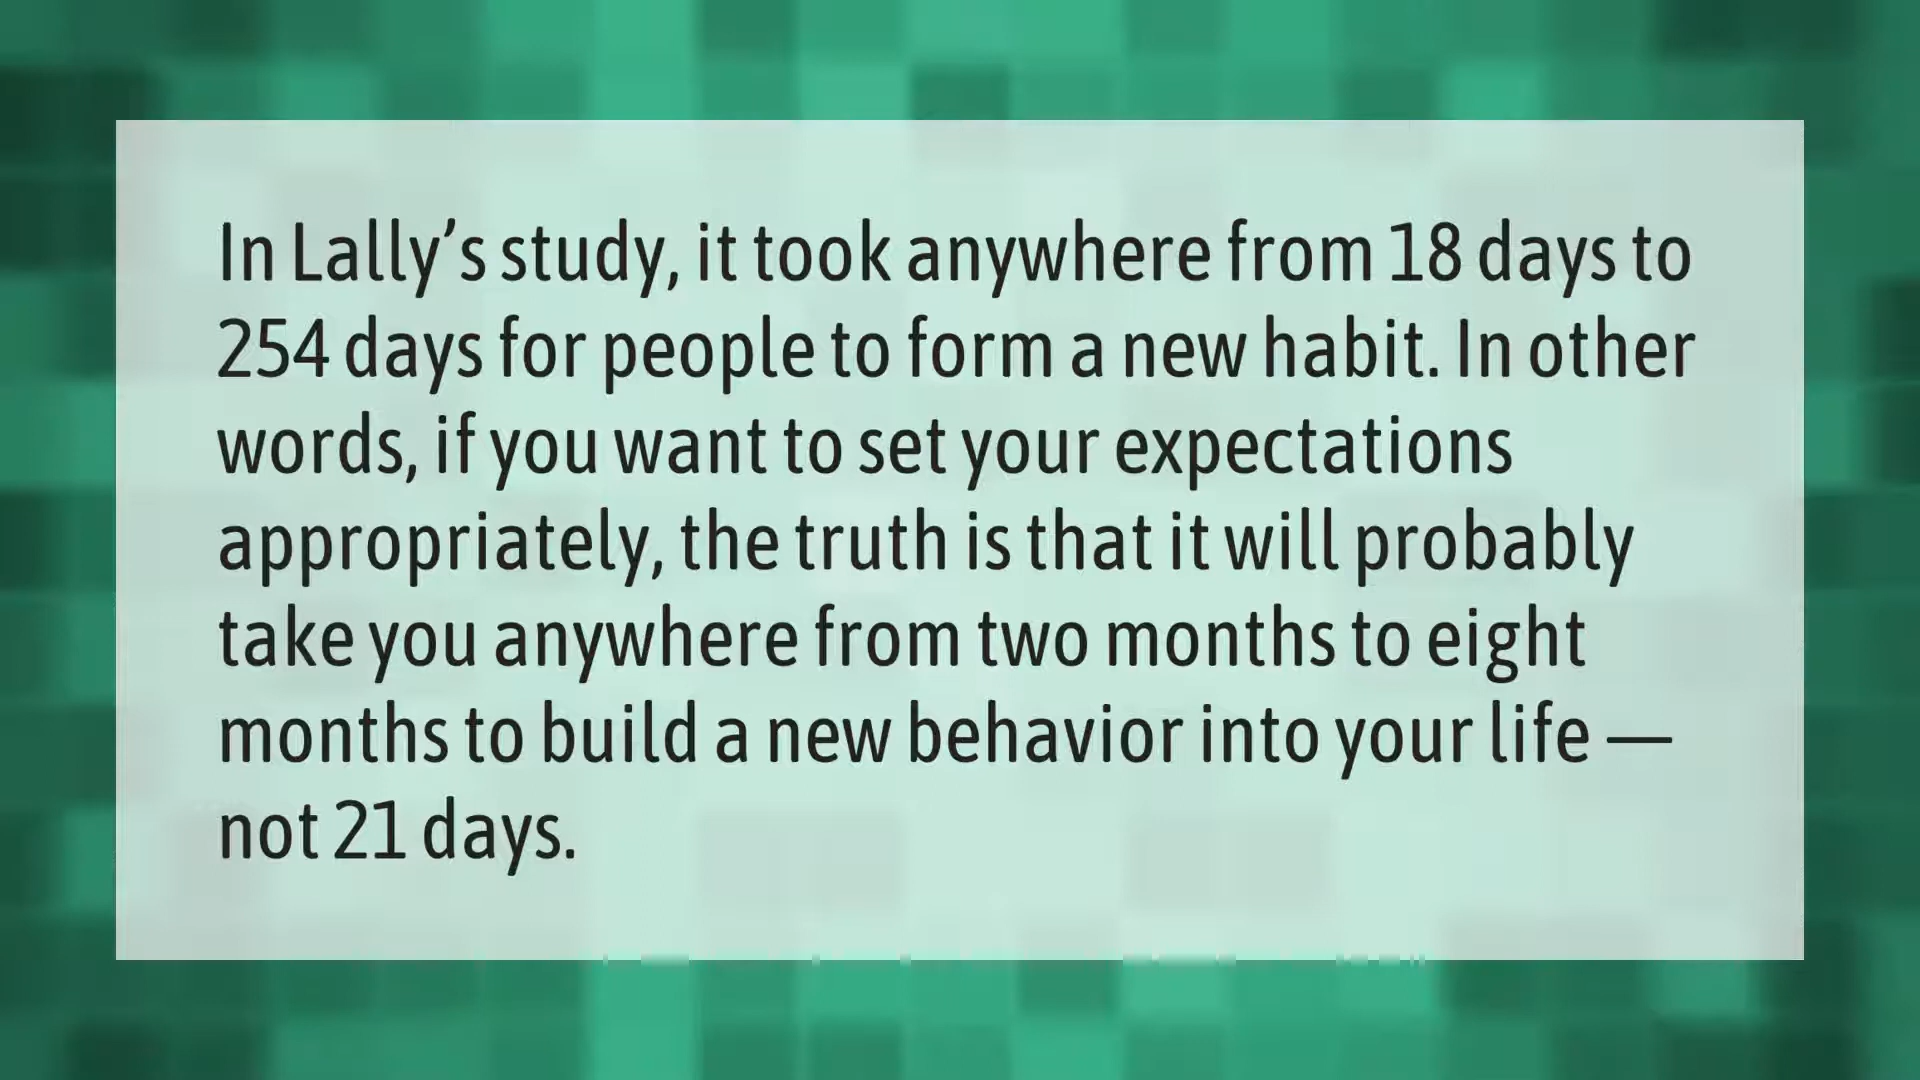 In Lally’s study, it took anywhere from 18 days to
254 days for people to form a new habit. In other
words, if you want to set your expectations
appropriately, the truth is that it will probably
take you anywhere from two months to eight
months to build a new behavior into your life —
not 21 days.